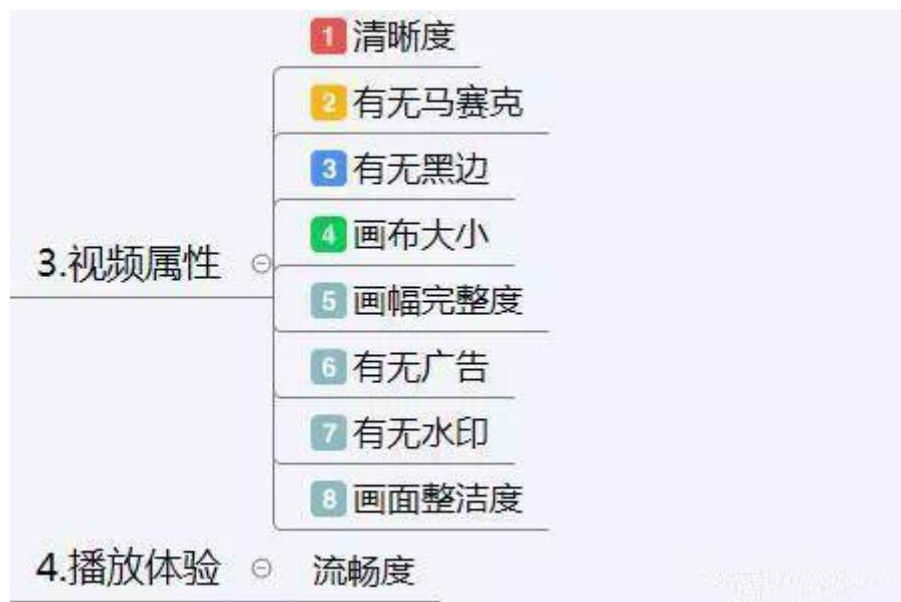 1 清晰度
2 有无马赛克
3 有无黑边
4 画布大小
3.视频属性
5 画幅完整度
6 有无广告
7 有无水印
8 画面整洁度
4.播放体验 流畅度